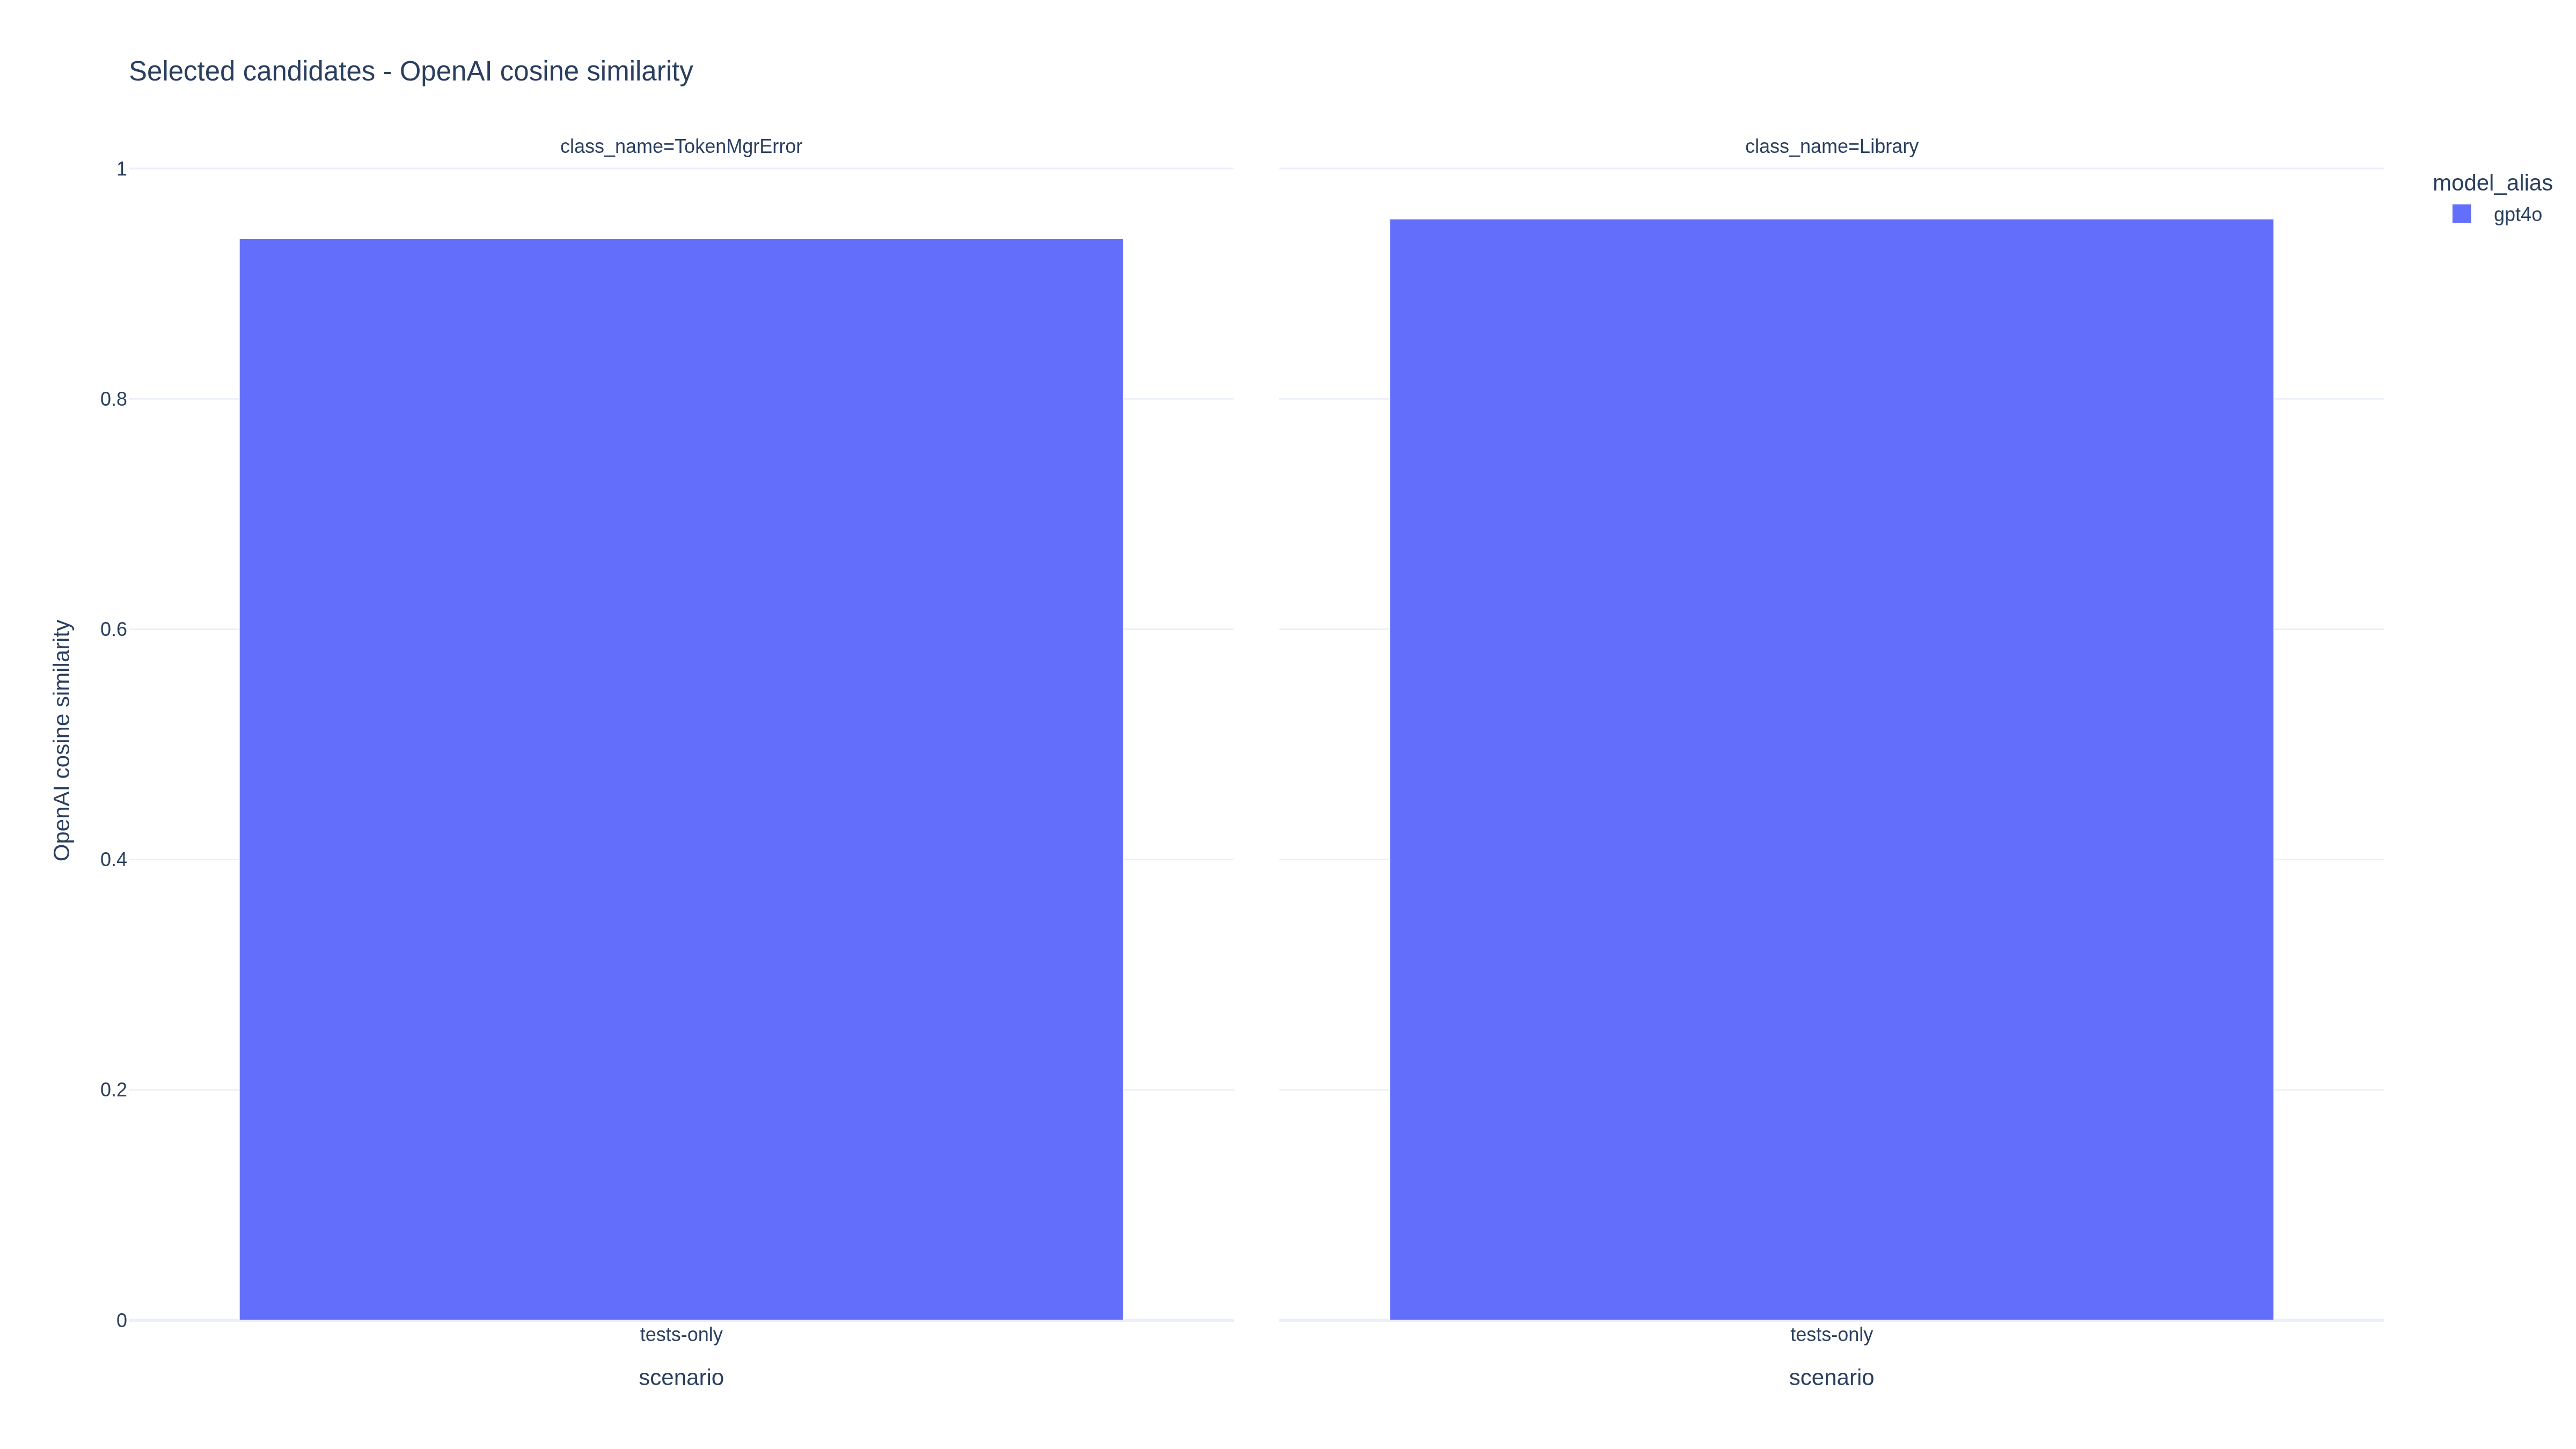 Selected candidates - OpenAI cosine similarity
class_name=TokenMgrError
class_name=Library
model_alias
gpt4o
OpenAI cosine similarity
1
0.8
0.6
0.4
0.2
0
tests-only
tests-only
scenario
scenario